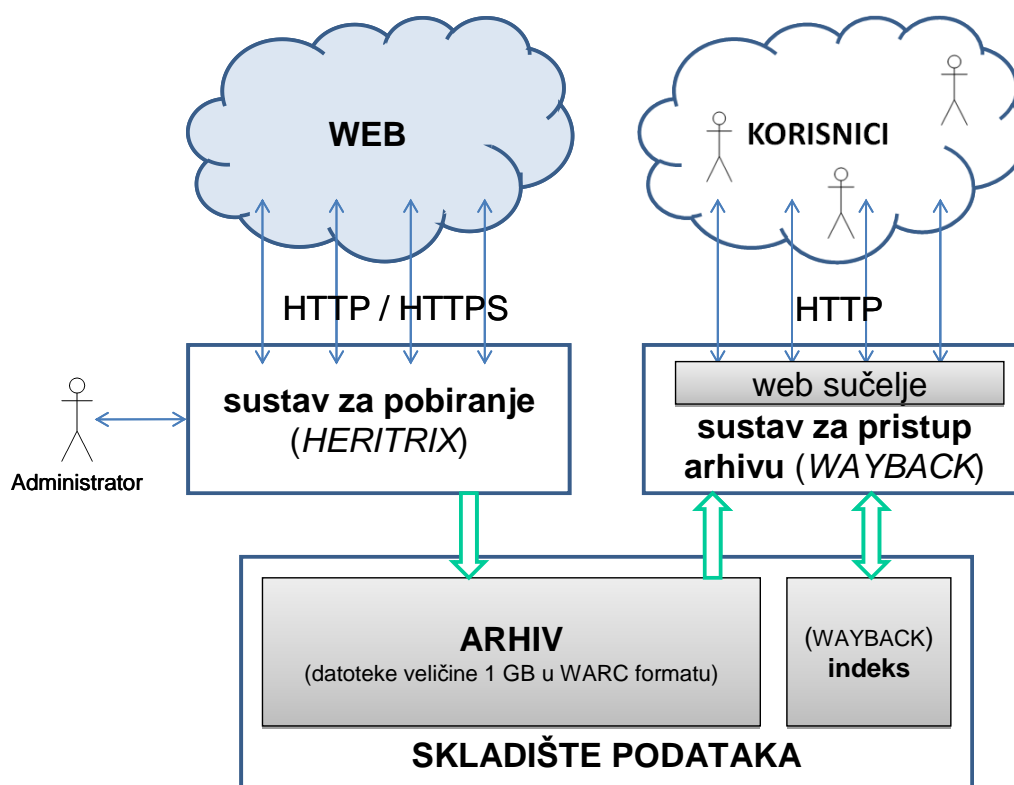 WEB
KORISNICI
HTTP / HTTPS
HTTP
sustav za pobiranje
(HERITRIX)
web sučelje
sustav za pristup
arhivu (WAYBACK)
Administrator
ARHIV
(datoteke veličine 1 GB u WARC formatu)
(WAYBACK)
indeks
SKLADIŠTE PODATAKA